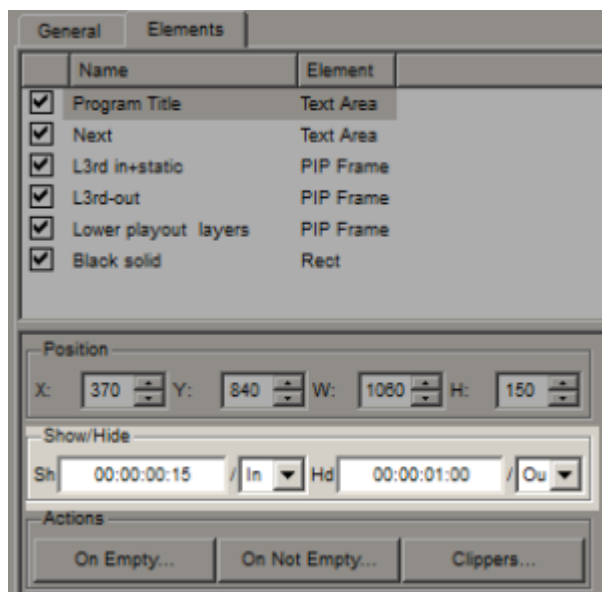 General Elements
Name Element
Program Title Text Area
Next Text Area
L3rd in+static PIP Frame
L3rd-out PIP Frame
Lower playout layers PIP Frame
Black solid Rect
Position
X: 370 Y: 840 W: 1060 H: 150
Show/Hide
Sh 00:00:00:15 / In Hd 00:00:01:00 / Ou
Actions
On Empty... On Not Empty... Clippers...